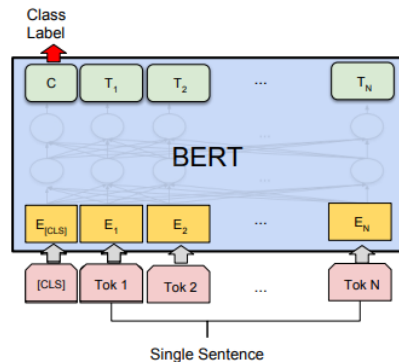 Class
Label
C T1 T2 ... TN
BERT
E[CLS] E1 E2 ... EN
[CLS] Tok 1 Tok 2 ... Tok N
Single Sentence